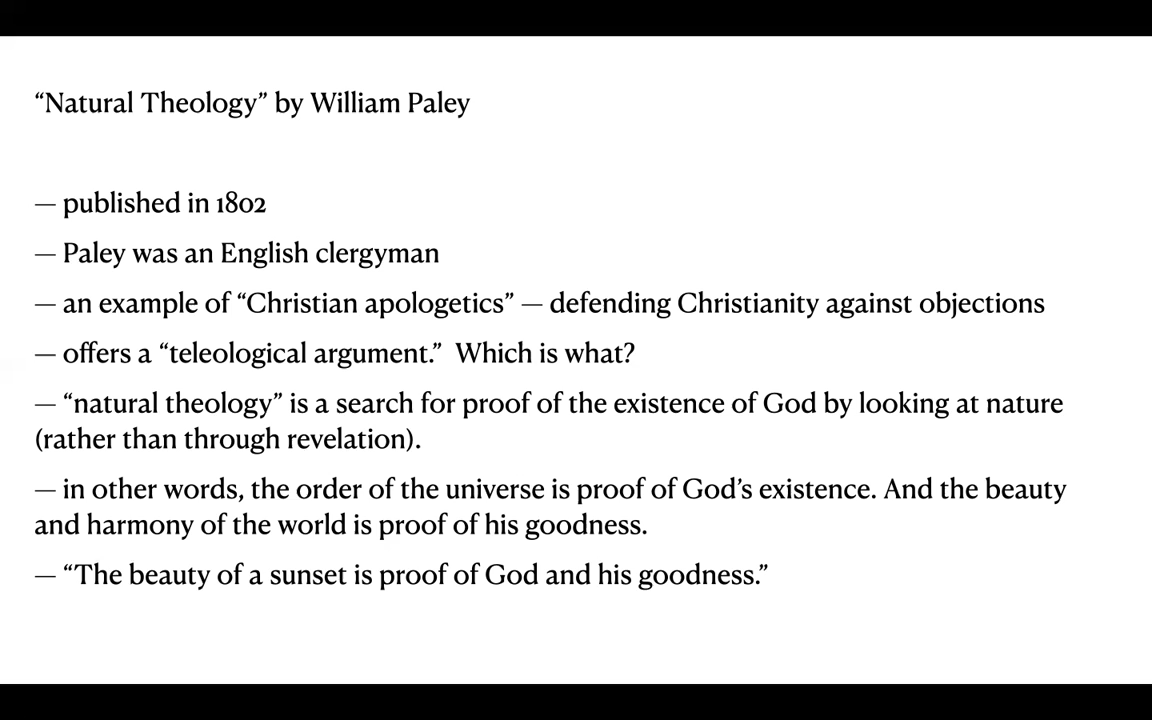 “Natural Theology” by William Paley
— published in 1802
— Paley was an English clergyman
— an example of “Christian apologetics” — defending Christianity against objections
— offers a “teleological argument.”  Which is what?
— “natural theology” is a search for proof of the existence of God by looking at nature
(rather than through revelation).
— in other words, the order of the universe is proof of God’s existence. And the beauty
and harmony of the world is proof of his goodness.
— “The beauty of a sunset is proof of God and his goodness.”